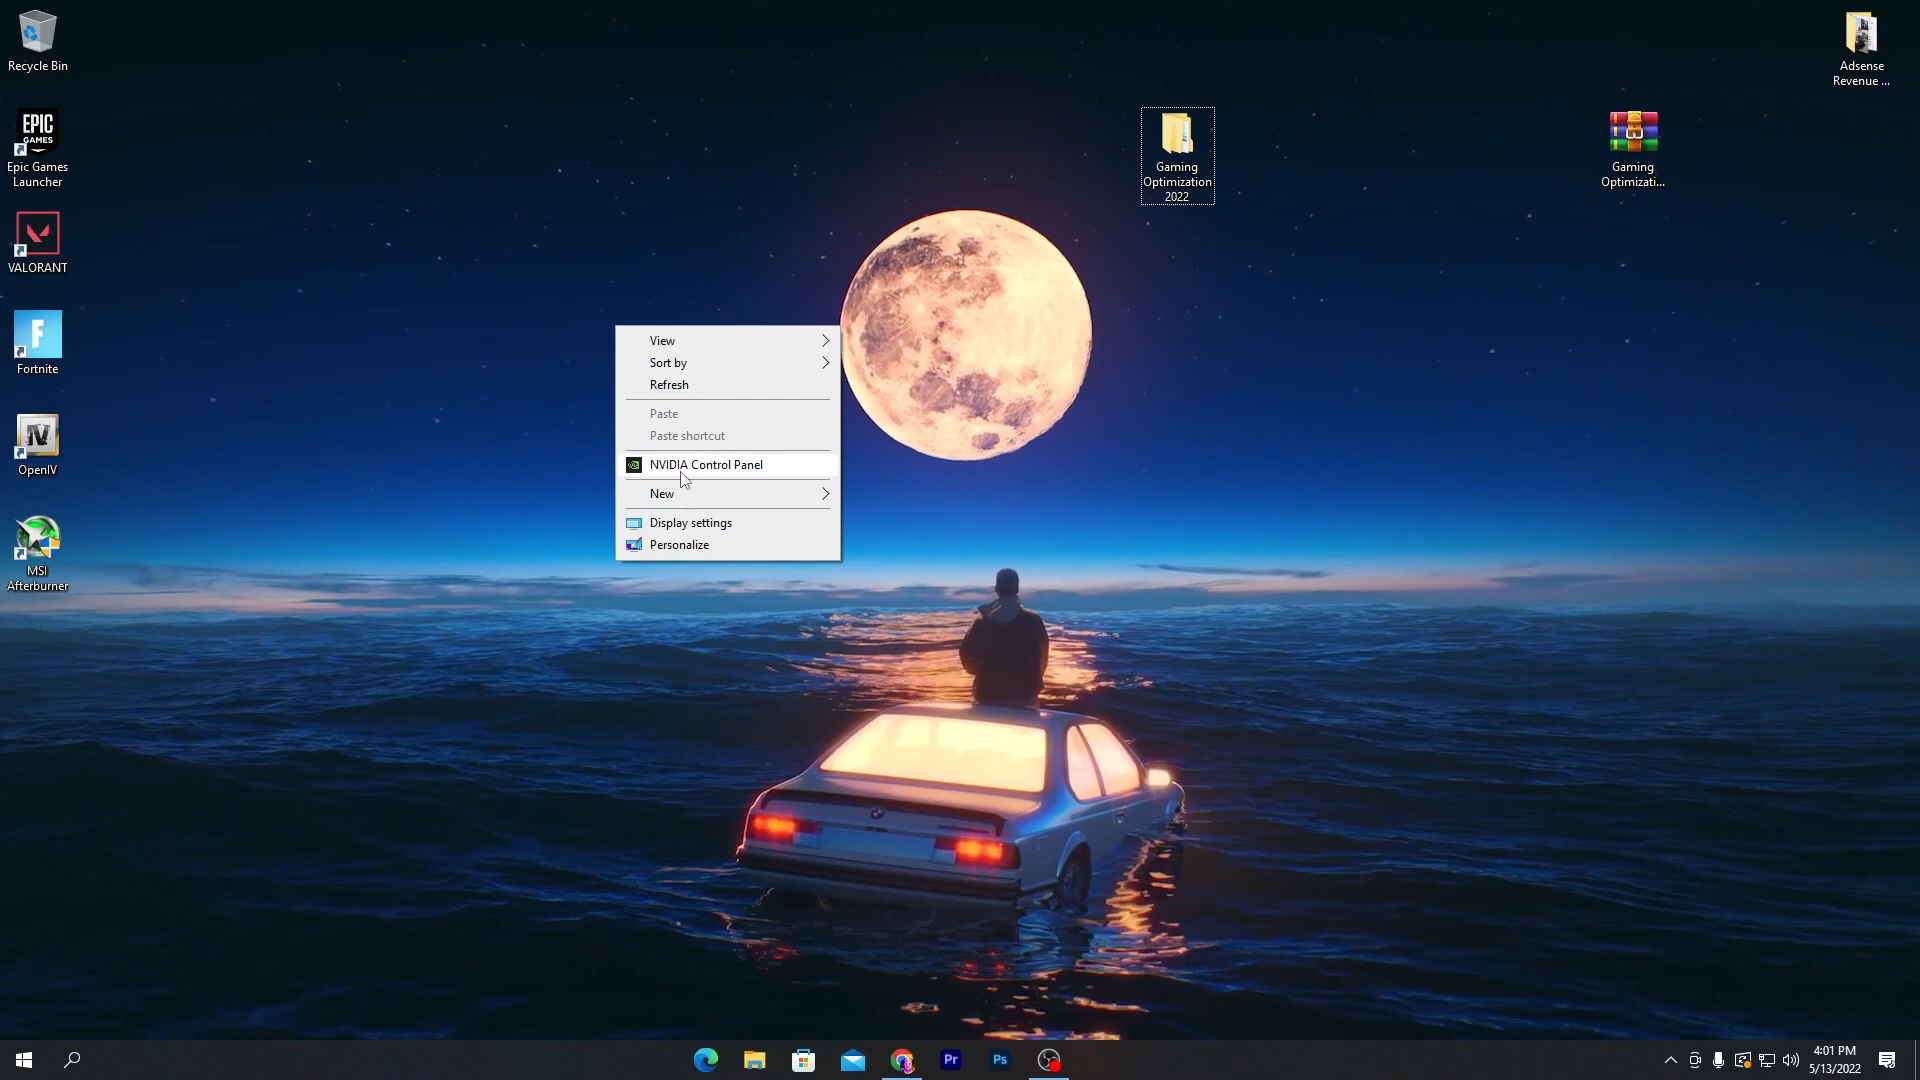 Recycle Bin
EPIC
GAMES
Epic Games
Launcher
VALORANT
F
Fortnite
IV
OpenIV
MSI
Afterburner
Gaming
Optimization
2022
Gaming
Optimizati...
Adsense
Revenue ...
View
Sort by
Refresh
Paste
Paste shortcut
NVIDIA Control Panel
New
Display settings
Personalize
Pr
Ps
4:01 PM
5/13/2022